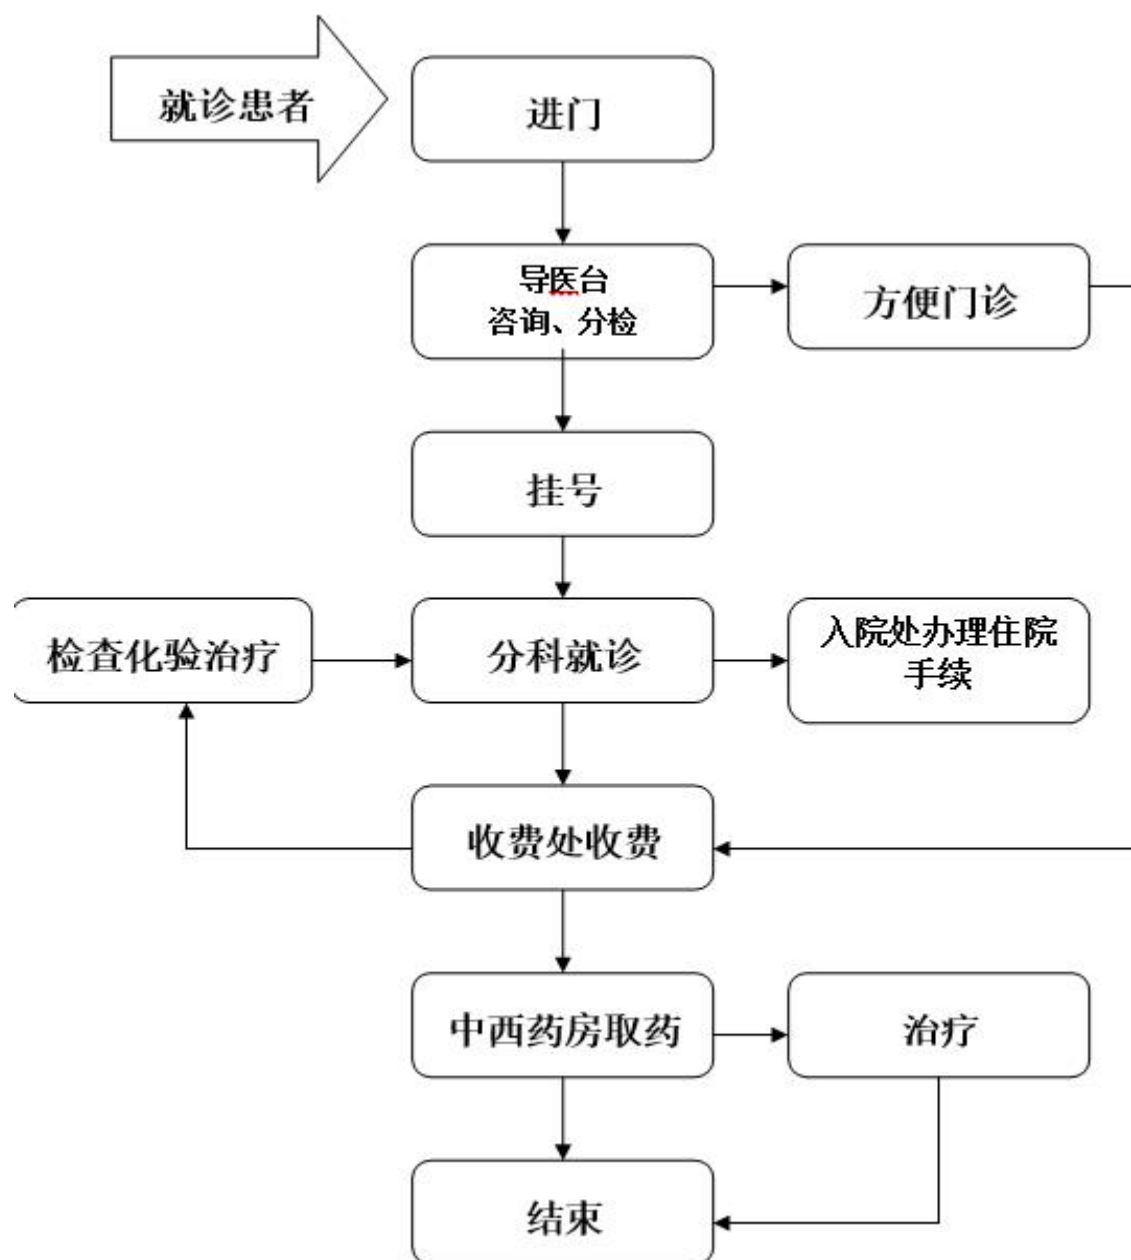 就诊患者
进门
导医台
咨询、分检
方便门诊
挂号
检查化验治疗
分科就诊
入院处办理住院
手续
收费处收费
中西药房取药
治疗
结束